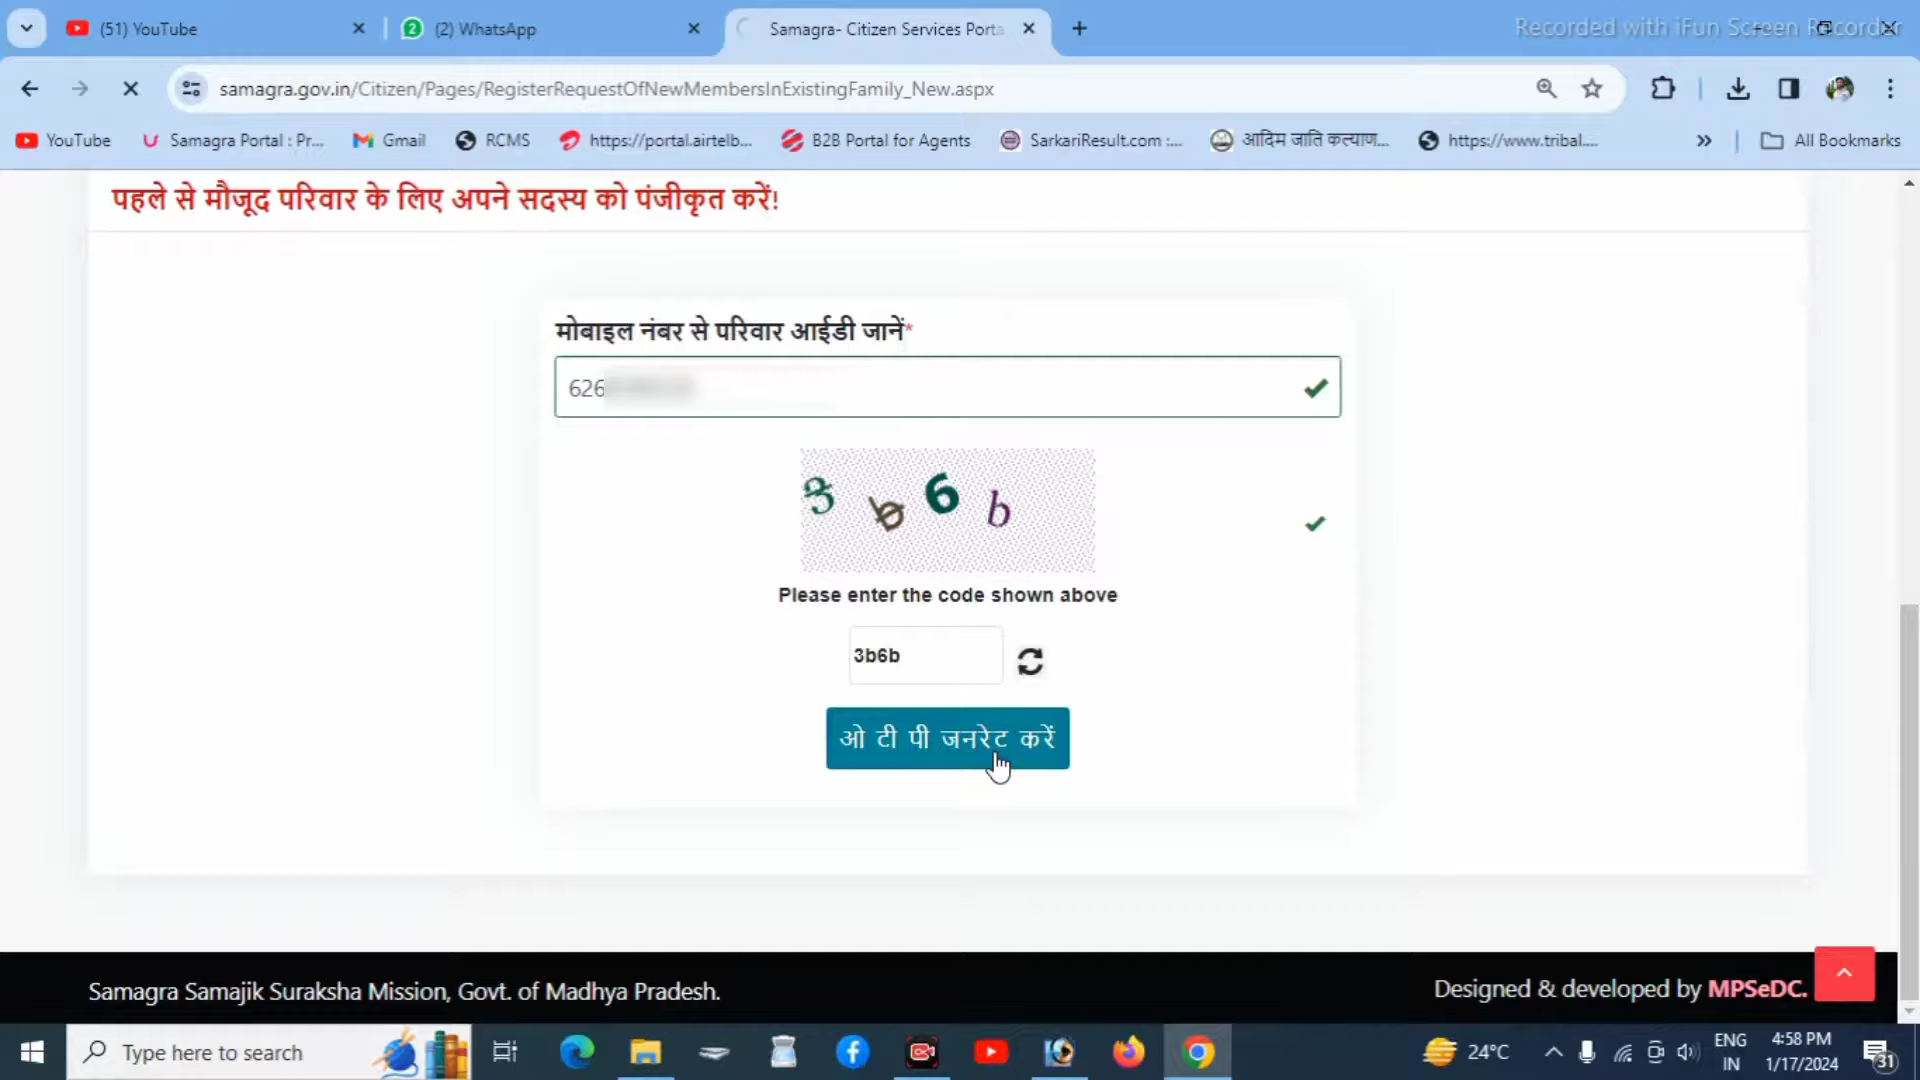 (51) YouTube
(2) WhatsApp
Samagra- Citizen Services Porta
Recorded with iFun Screen Recorder
samagra.gov.in/Citizen/Pages/RegisterRequestOfNewMembersInExistingFamily_New.aspx
YouTube
Samagra Portal : Pr...
Gmail
RCMS
https://portal.airtelb...
B2B Portal for Agents
SarkariResult.com :...
आदिम जाति कल्याण...
https://www.tribal....
All Bookmarks
पहले से मौजूद परिवार के लिए अपने सदस्य को पंजीकृत करें!
मोबाइल नंबर से परिवार आईडी जानें*
626
3 b 6 b
Please enter the code shown above
3b6b
ओ टी पी जनरेट करें
Samagra Samajik Suraksha Mission, Govt. of Madhya Pradesh.
Designed & developed by MPSeDC.
Type here to search
24°C
ENG
IN
4:58 PM
1/17/2024
31